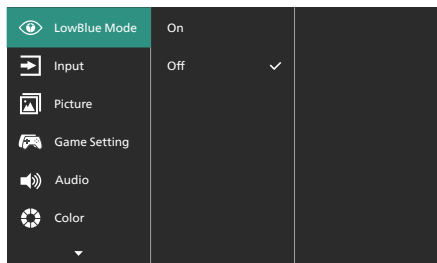 LowBlue Mode
On
Input
Off
Picture
Game Setting
Audio
Color